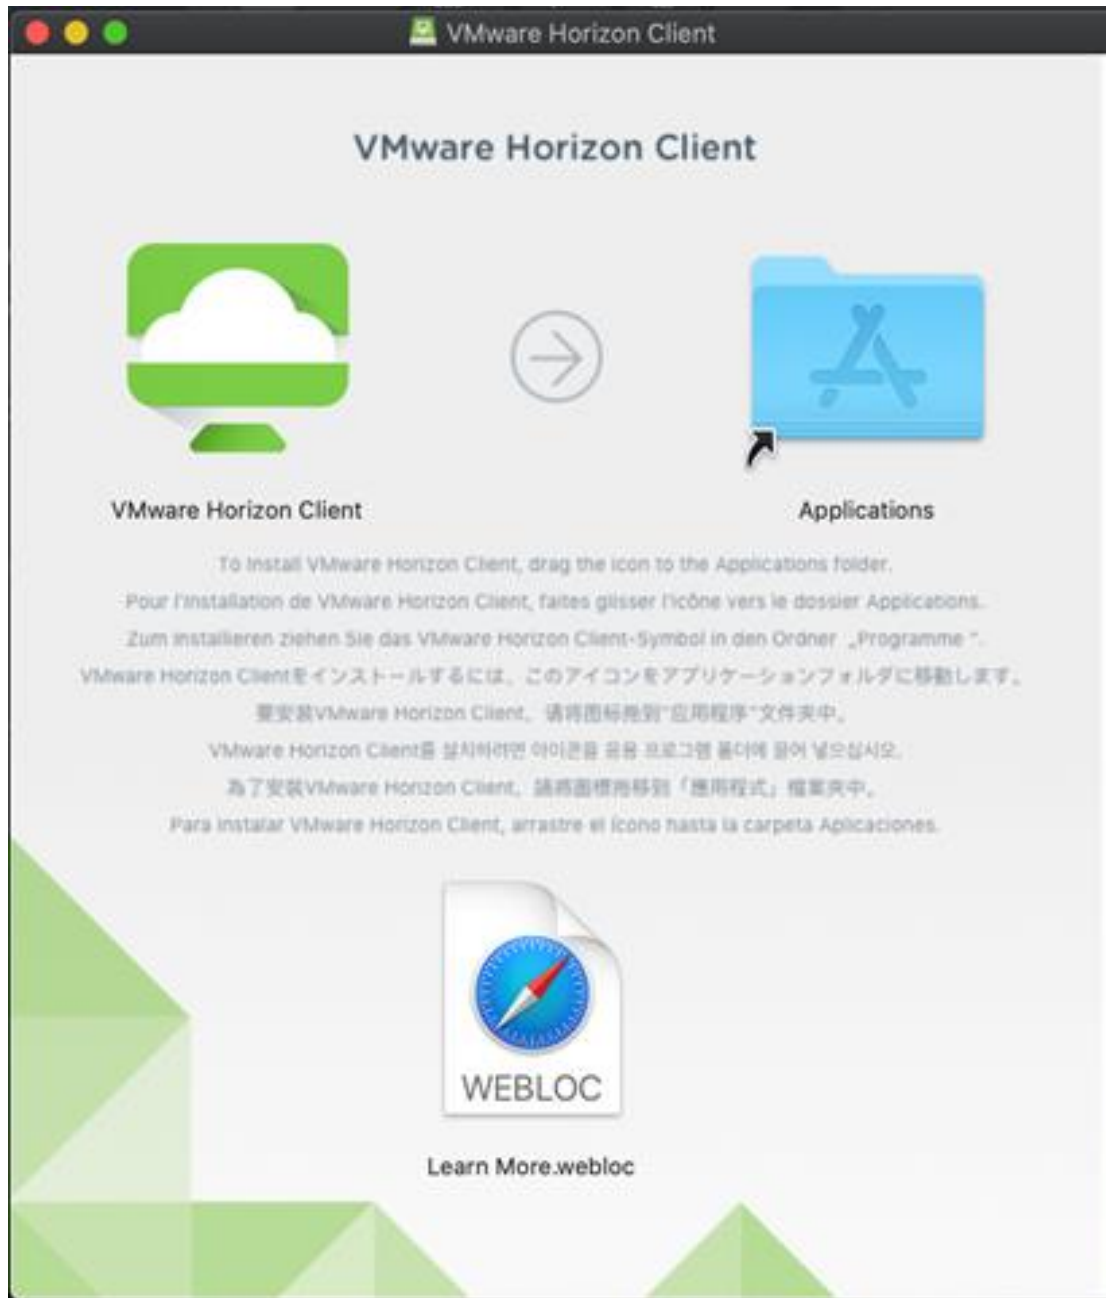 VMware Horizon Client
VMware Horizon Client
VMware Horizon Client
Applications
To Install VMware Horizon Client, drag the icon to the Applications folder.
Pour l'installation de VMware Horizon Client, faites glisser l'icône vers le dossier Applications.
Zum installieren ziehen Sie das VMware Horizon Client-Symbol in den Ordner „Programme ".
VMware Horizon Clientをインストールするには、このアイコンをアプリケーションフォルダに移動します。
要安装VMware Horizon Client，请将图标拖到"应用程序"文件夹中。
VMware Horizon Client를 설치하려면 아이콘을 응용 프로그램 폴더에 끌어 넣으십시오.
為了安裝VMware Horizon Client，請將圖標拖移到「應用程式」檔案夾中。
Para instalar VMware Horizon Client, arrastre el ícono hasta la carpeta Aplicaciones.
WEBLOC
Learn More.webloc